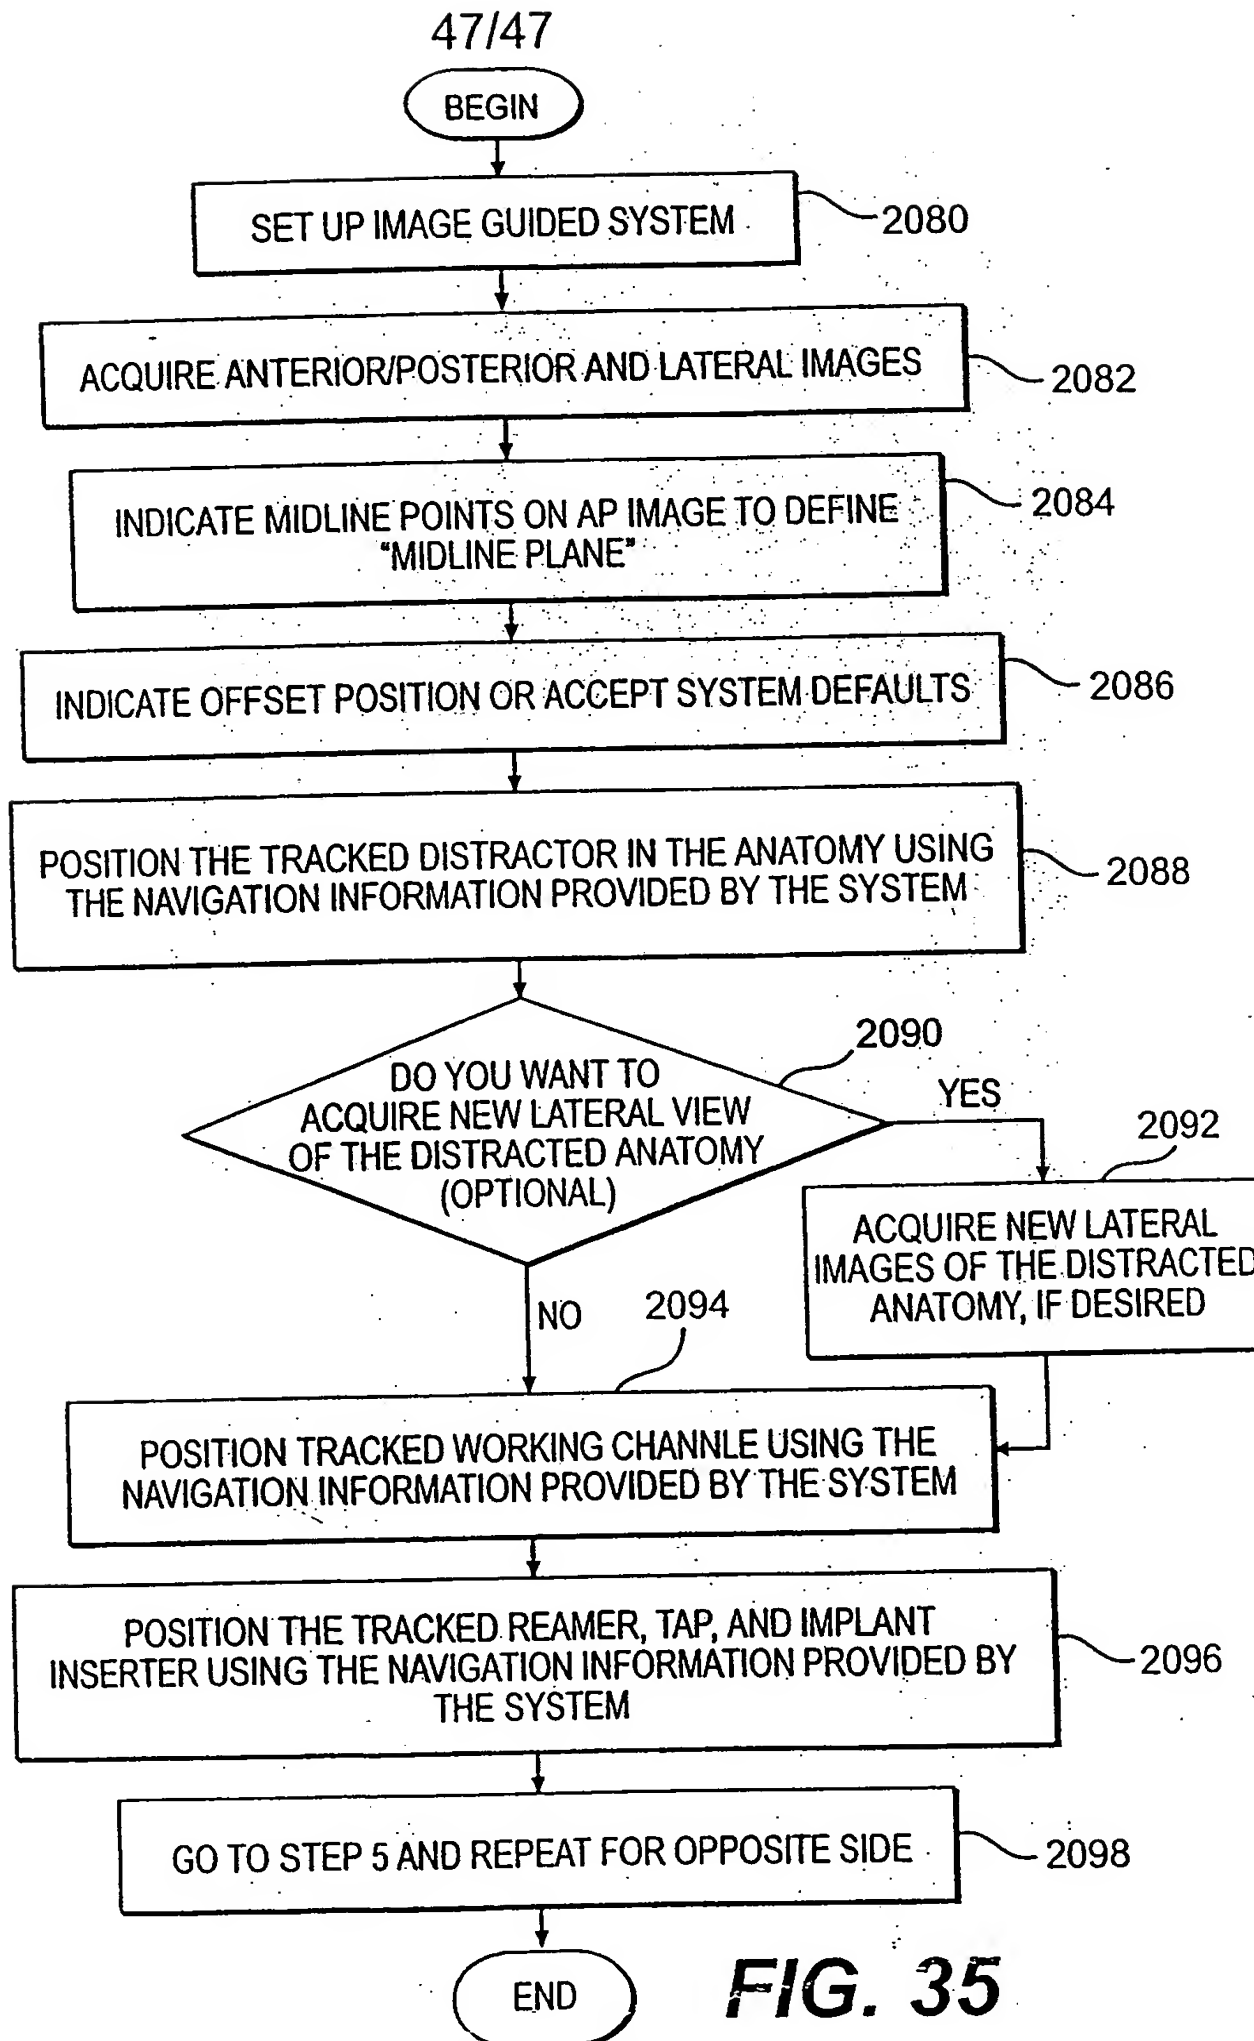 47/47
BEGIN
SET UP IMAGE GUIDED SYSTEM
2080
ACQUIRE ANTERIOR/POSTERIOR AND LATERAL IMAGES
2082
INDICATE MIDLINE POINTS ON AP IMAGE TO DEFINE
"MIDLINE PLANE"
2084
INDICATE OFFSET POSITION OR ACCEPT SYSTEM DEFAULTS
2086
POSITION THE TRACKED DISTRACTOR IN THE ANATOMY USING
THE NAVIGATION INFORMATION PROVIDED BY THE SYSTEM
2088
DO YOU WANT TO
ACQUIRE NEW LATERAL VIEW
OF THE DISTRACTED ANATOMY
(OPTIONAL)
2090
YES
2092
ACQUIRE NEW LATERAL
IMAGES OF THE DISTRACTED
ANATOMY, IF DESIRED
NO
2094
POSITION TRACKED WORKING CHANNLE USING THE
NAVIGATION INFORMATION PROVIDED BY THE SYSTEM
POSITION THE TRACKED REAMER, TAP, AND IMPLANT
INSERTER USING THE NAVIGATION INFORMATION PROVIDED BY
THE SYSTEM
2096
GO TO STEP 5 AND REPEAT FOR OPPOSITE SIDE
2098
END
FIG. 35